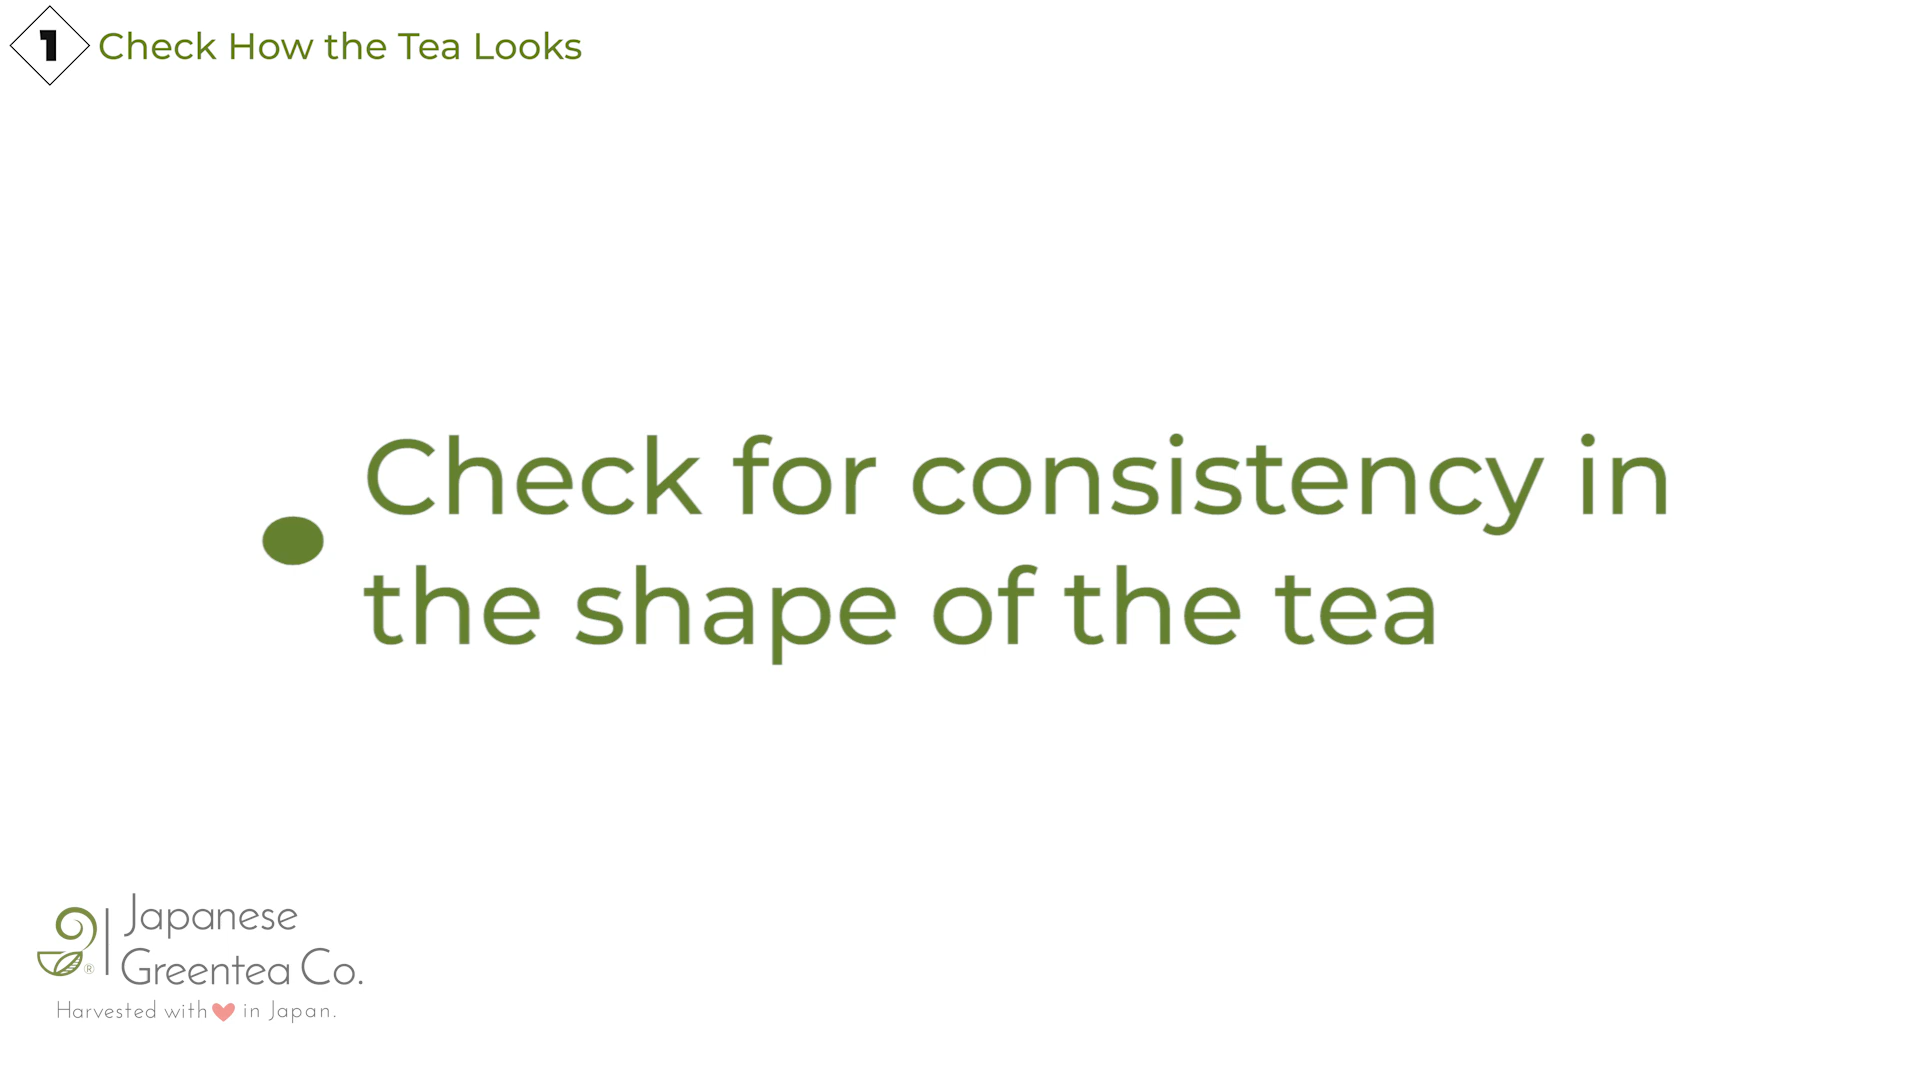 1 Check How the Tea Looks
Check for consistency in
the shape of the tea
Japanese
Greentea Co.
®
Harvested with ❤ in Japan.